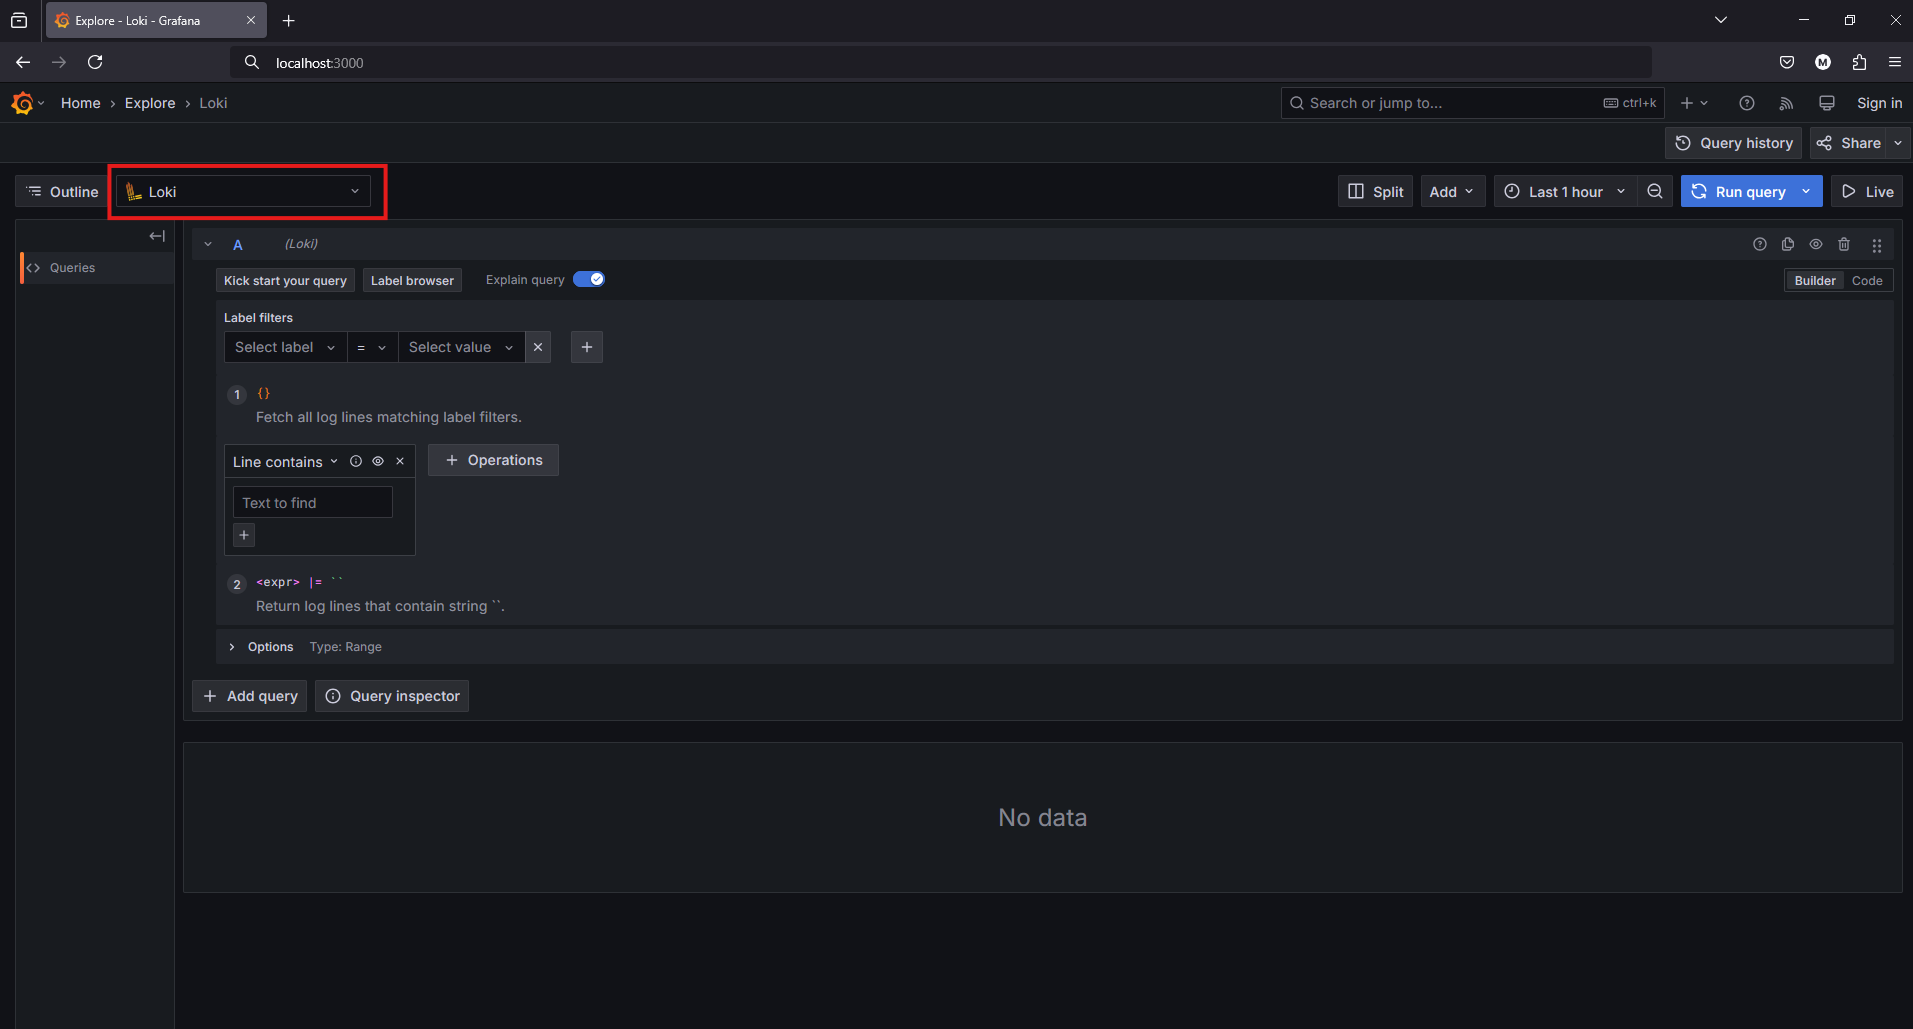 Explore - Loki - Grafana
localhost:3000
M
Home › Explore › Loki
Search or jump to... ctrl+k
Sign in
Query history
Share
Outline
Loki
Split
Add
Last 1 hour
Run query
Live
Queries
A (Loki)
Kick start your query
Label browser
Explain query
Builder
Code
Label filters
Select label
=
Select value
1 {}
Fetch all log lines matching label filters.
Line contains
+ Operations
Text to find
+
2 <expr> |= ``
Return log lines that contain string ``.
Options Type: Range
+ Add query
Query inspector
No data